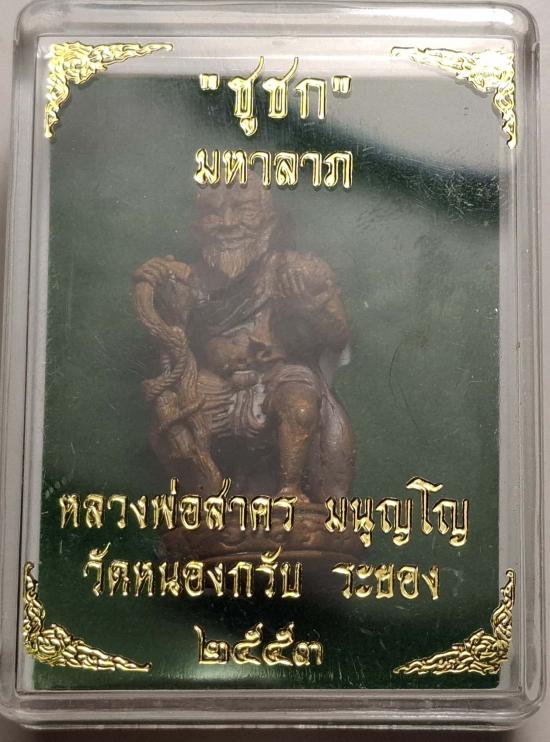 "ชูชก"
มหาลาภ
หลวงพ่อสาคร มนุญโญ
วัดหนองกรับ ระยอง
๒๕๕๓